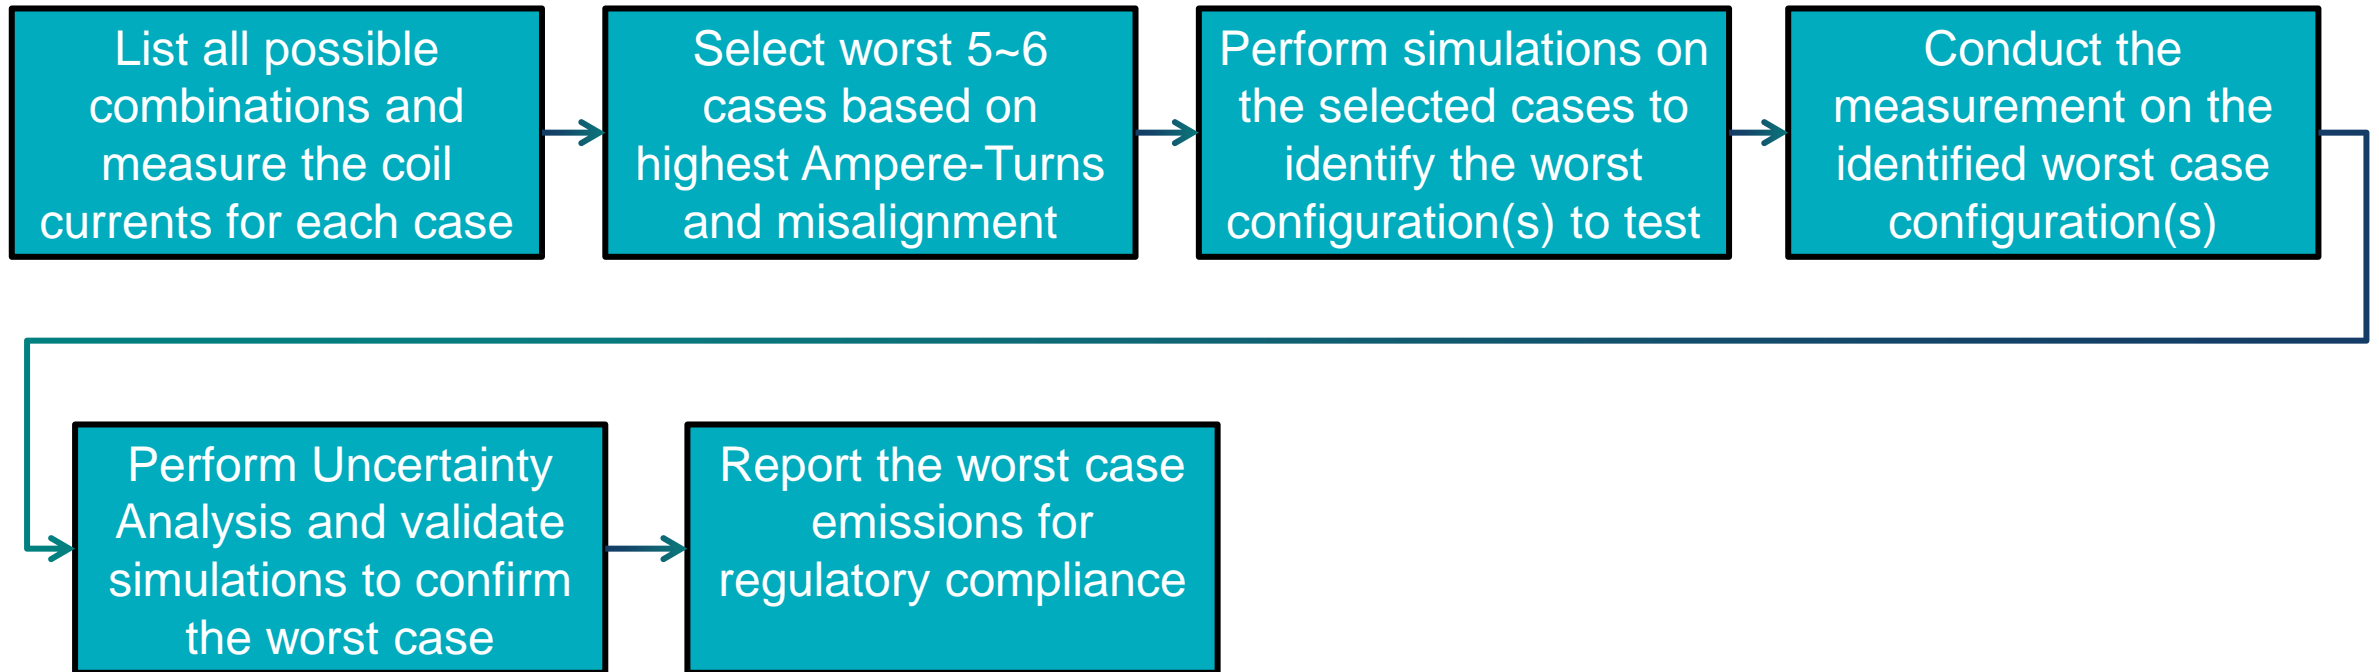 List all possible
combinations and
measure the coil
currents for each case
Select worst 5~6
cases based on
highest Ampere-Turns
and misalignment
Perform simulations on
the selected cases to
identify the worst
configuration(s) to test
Conduct the
measurement on the
identified worst case
configuration(s)
Perform Uncertainty
Analysis and validate
simulations to confirm
the worst case
Report the worst case
emissions for
regulatory compliance